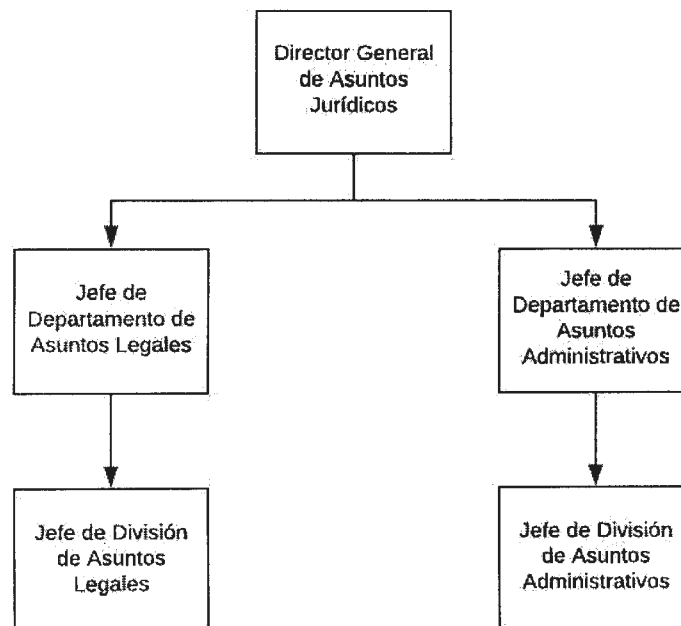 Director General
de Asuntos
Jurídicos
Jefe de
Departamento de
Asuntos Legales
Jefe de
Departamento de
Asuntos
Administrativos
Jefe de División
de Asuntos
Legales
Jefe de División
de Asuntos
Administrativos